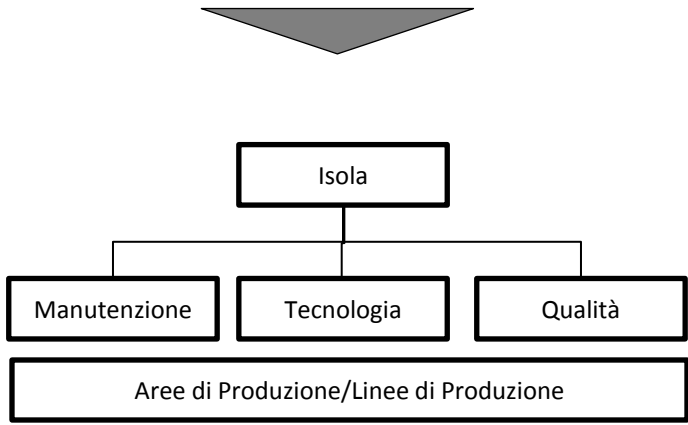 Isola
Manutenzione
Tecnologia
Qualità
Aree di Produzione/Linee di Produzione